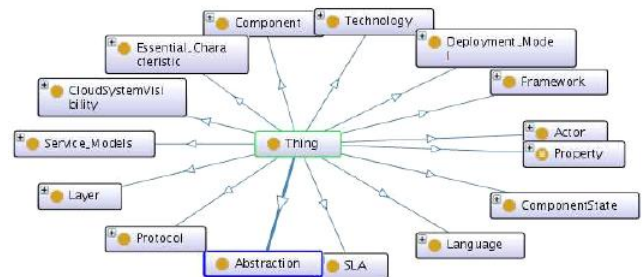 Component
Technology
Essential_Chara
cteristic
Deployment_Mode
l
CloudSystemVisi
bility
Framework
Service_Models
Thing
Actor
Property
Layer
ComponentState
Protocol
Language
Abstraction
SLA